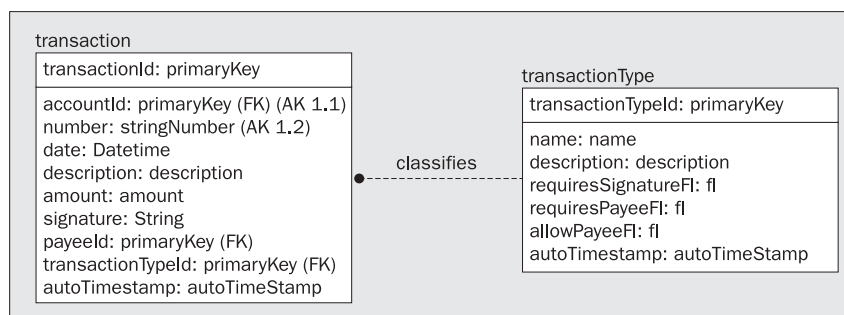 transaction
transactionId: primaryKey
accountId: primaryKey (FK) (AK 1.1)
number: stringNumber (AK 1.2)
date: Datetime
description: description
amount: amount
signature: String
payeeId: primaryKey (FK)
transactionTypeId: primaryKey (FK)
autoTimestamp: autoTimeStamp
classifies
transactionType
transactionTypeId: primaryKey
name: name
description: description
requiresSignatureFl: fl
requiresPayeeFl: fl
allowPayeeFl: fl
autoTimestamp: autoTimeStamp